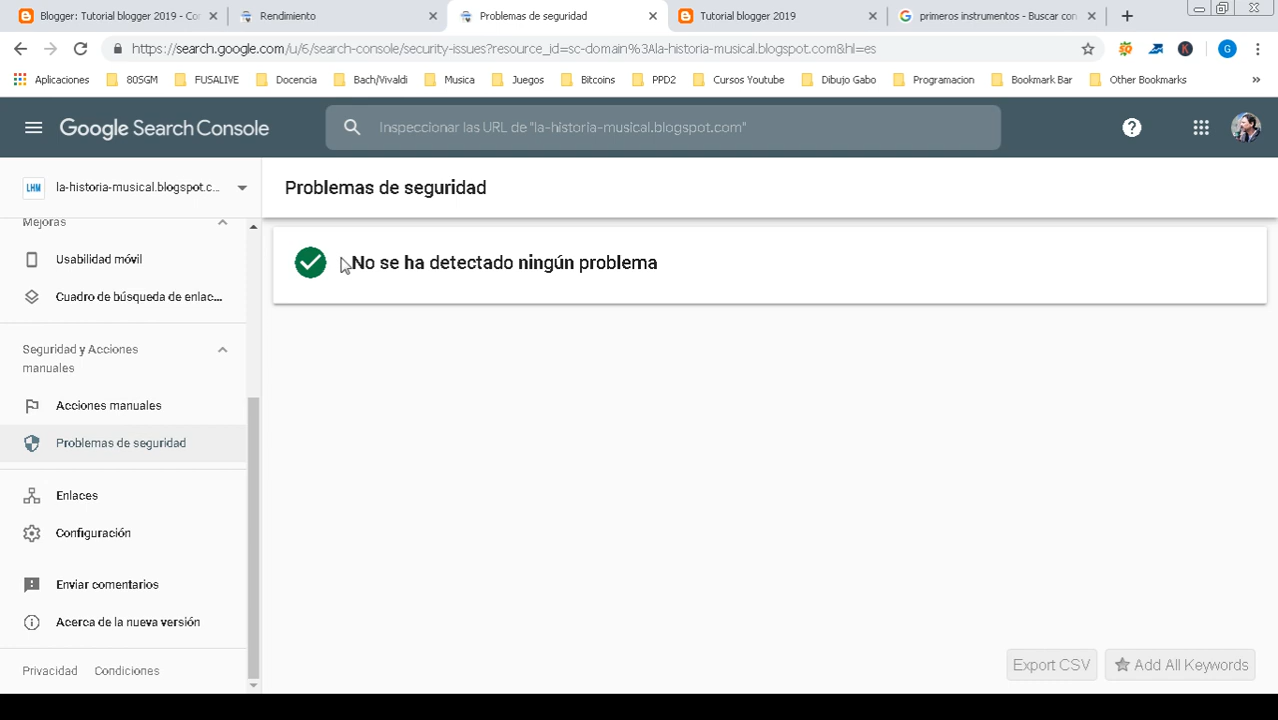 Blogger: Tutorial blogger 2019 - Co
Rendimiento
Problemas de seguridad
Tutorial blogger 2019
primeros instrumentos - Buscar con
https://search.google.com/u/6/search-console/security-issues?resource_id=sc-domain%3Ala-historia-musical.blogspot.com&hl=es
G
Aplicaciones
80SGM
FUSALIVE
Docencia
Bach/Vivaldi
Musica
Juegos
Bitcoins
PPD2
Cursos Youtube
Dibujo Gabo
Programacion
Bookmark Bar
Other Bookmarks
Google Search Console
Inspeccionar las URL de "la-historia-musical.blogspot.com"
LHM
la-historia-musical.blogspot.c...
Problemas de seguridad
Mejoras
Usabilidad móvil
Cuadro de búsqueda de enlac...
No se ha detectado ningún problema
Seguridad y Acciones
manuales
Acciones manuales
Problemas de seguridad
Enlaces
Configuración
Enviar comentarios
Acerca de la nueva versión
Privacidad
Condiciones
Export CSV
Add All Keywords